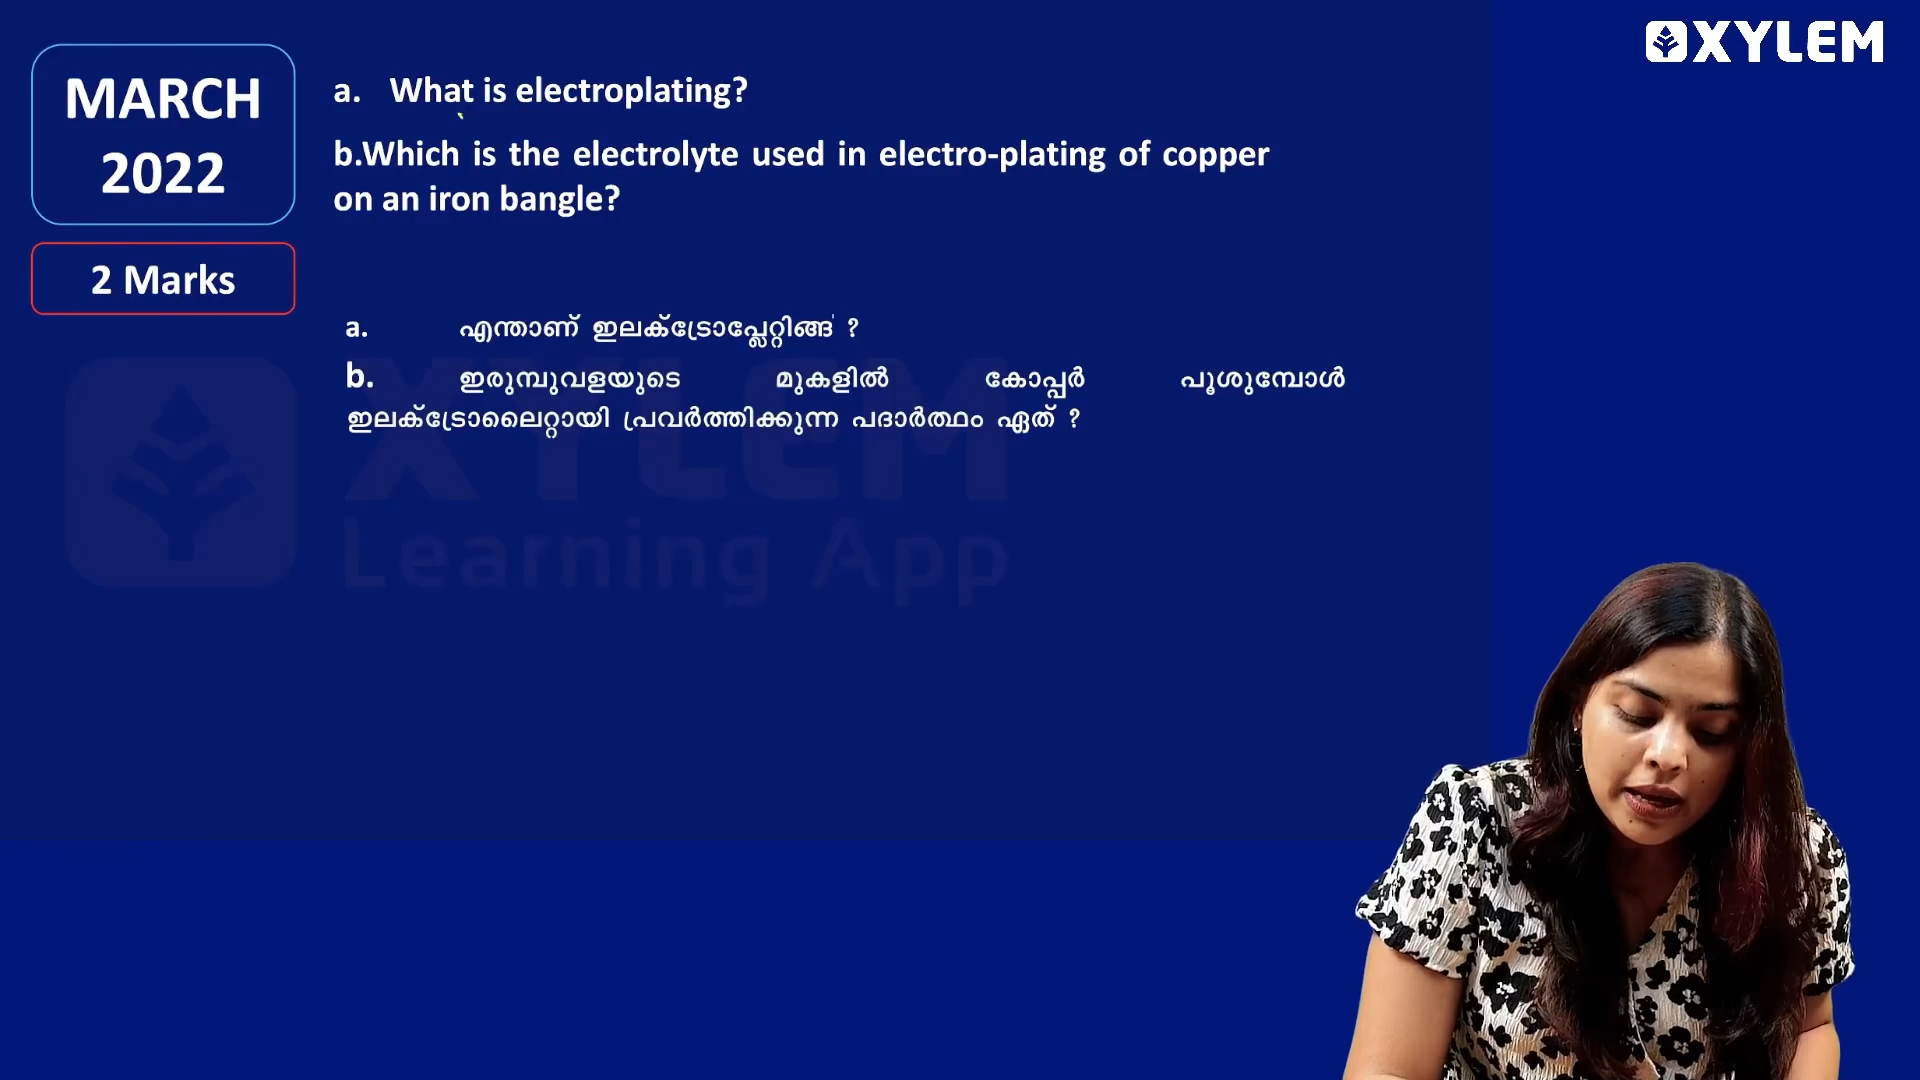 XYLEM
MARCH
2022
2 Marks
a. What is electroplating?
b.Which is the electrolyte used in electro-plating of copper
on an iron bangle?
a. എന്താണ് ഇലക്ട്രോപ്ലേറ്റിങ്ങ് ?
b. ഇരുമ്പുവളയുടെ മുകളിൽ കോപ്പർ പൂശുമ്പോൾ
ഇലക്ട്രോലൈറ്റായി പ്രവർത്തിക്കുന്ന പദാർത്ഥം ഏത് ?
XYLEM
Learning App